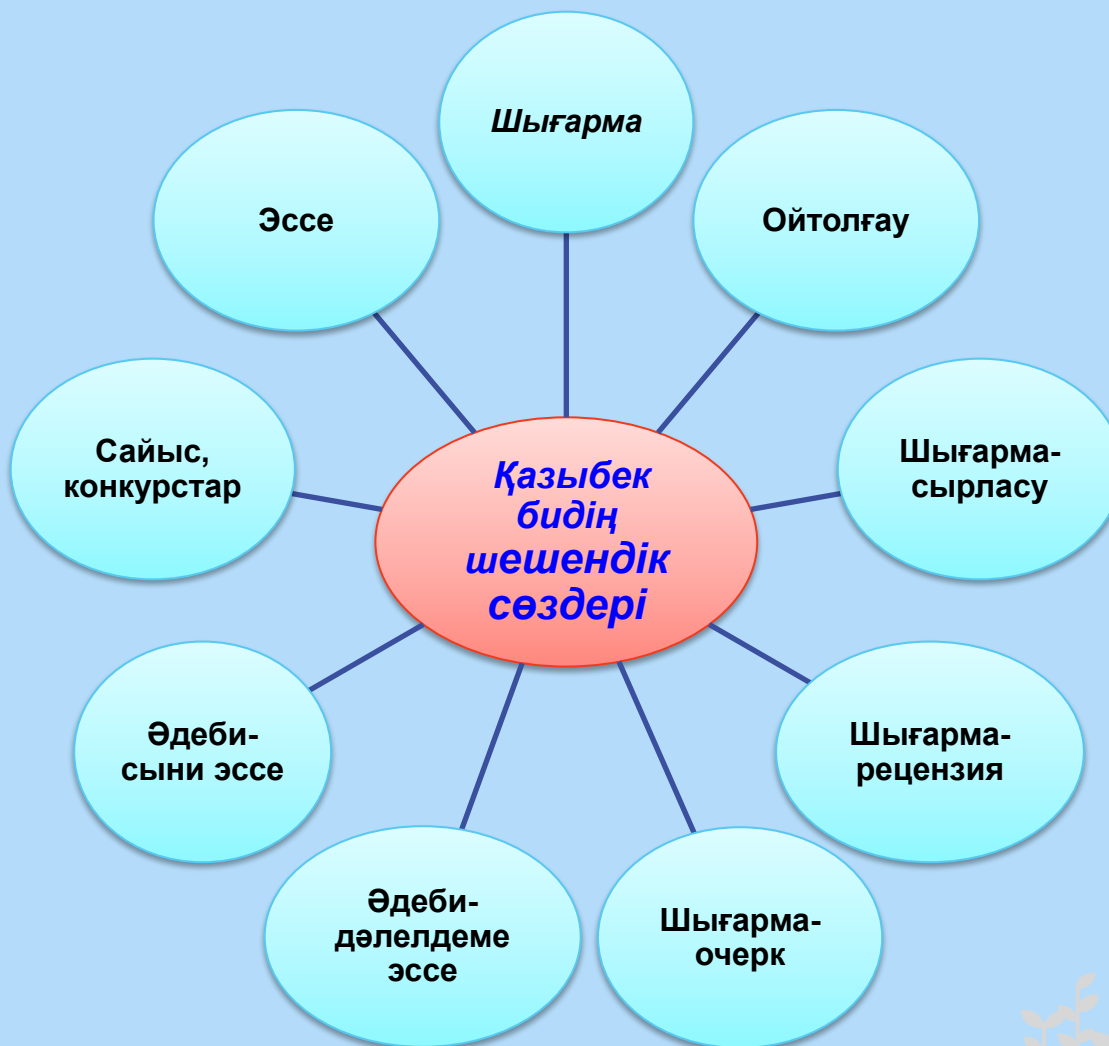 Шығарма
Эссе
Ойтолғау
Сайыс,
конкурстар
Шығарма-
сырласу
Қазыбек
бидің
шешендік
сөздері
Әдеби-
сыни эссе
Шығарма-
рецензия
Әдеби-
дәлелдеме
эссе
Шығарма-
очерк